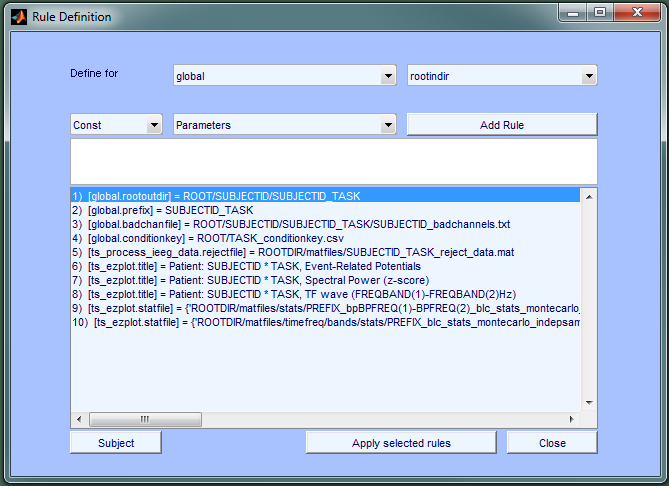 Rule Definition
Define for
global
rootindir
Const
Parameters
Add Rule
1) [global.rootoutdir] = ROOT/SUBJECTID/SUBJECTID_TASK
2) [global.prefix] = SUBJECTID_TASK
3) [global.badchanfile] = ROOT/SUBJECTID/SUBJECTID_TASK/SUBJECTID_badchannels.txt
4) [global.conditionkey] = ROOT/TASK_conditionkey.csv
5) [ts_process_ieeg_data.rejectfile] = ROOTDIR/matfiles/SUBJECTID_TASK_reject_data.mat
6) [ts_ezplot.title] = Patient: SUBJECTID * TASK, Event-Related Potentials
7) [ts_ezplot.title] = Patient: SUBJECTID * TASK, Spectral Power (z-score)
8) [ts_ezplot.title] = Patient: SUBJECTID * TASK, TF wave (FREQBAND(1)-FREQBAND(2)Hz)
9) [ts_ezplot.statfile] = {'ROOTDIR/matfiles/stats/PREFIX_bpBPFREQ(1)-BPFREQ(2)_blc_stats_montecarlo_
10) [ts_ezplot.statfile] = {'ROOTDIR/matfiles/timefreq/bands/stats/PREFIX_blc_stats_montecarlo_indepsam
Subject
Apply selected rules
Close